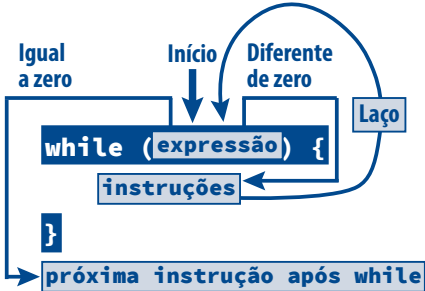 Igual
a zero
Início
Diferente
de zero
Laço
while (expressão) {
instruções
}
próxima instrução após while